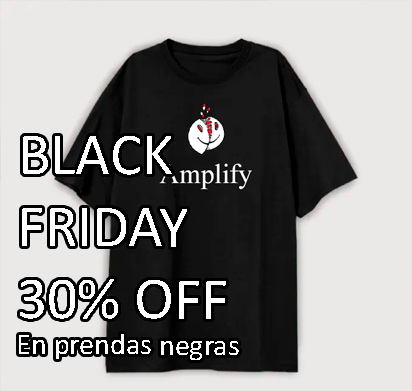 Amplify
BLACK
FRIDAY
30% OFF
En prendas negras